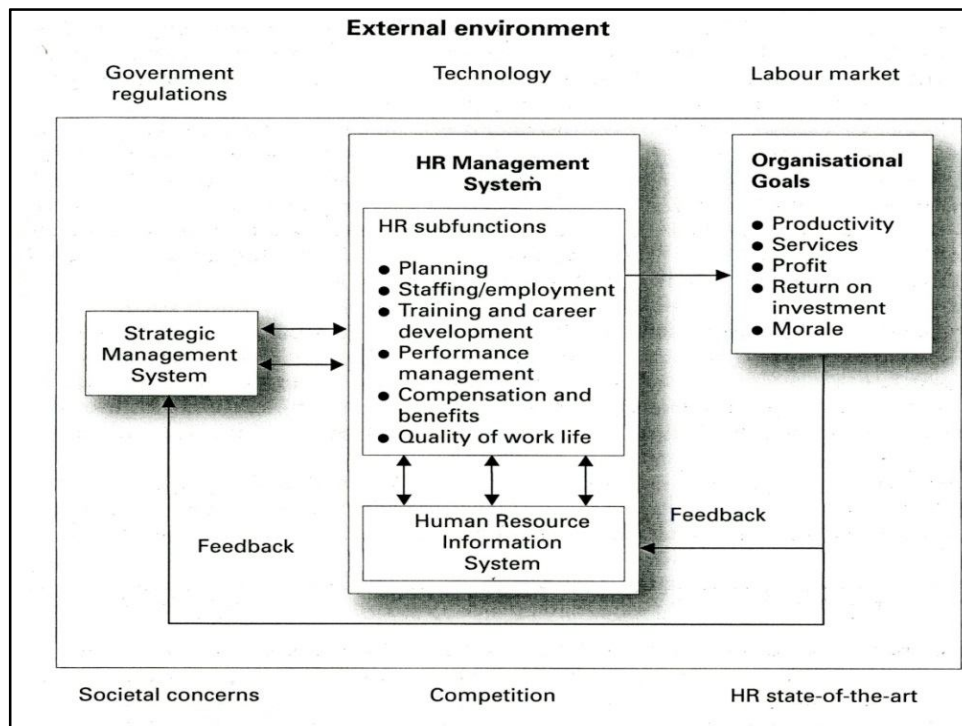 External environment
Government
regulations
Technology
Labour market
HR Management
System
HR subfunctions
● Planning
● Staffing/employment
● Training and career
development
● Performance
management
● Compensation and
benefits
● Quality of work life
Organisational
Goals
● Productivity
● Services
● Profit
● Return on
investment
● Morale
Strategic
Management
System
Human Resource
Information
System
Feedback
Feedback
Societal concerns
Competition
HR state-of-the-art